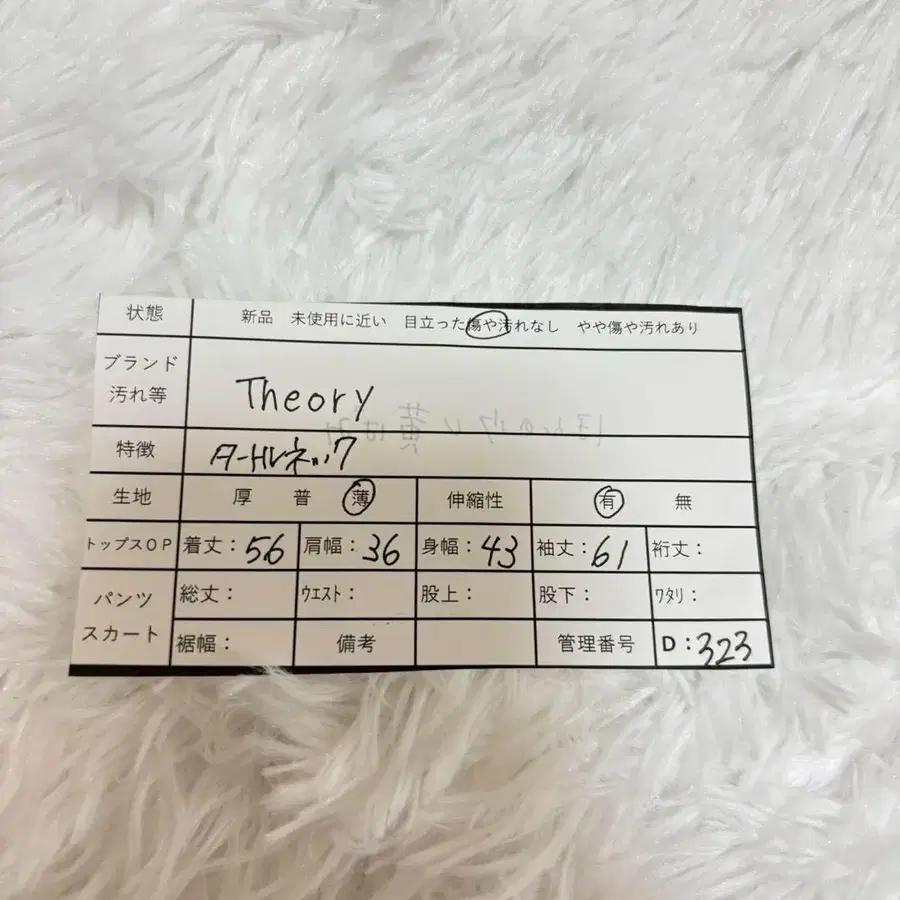 状態 新品 未使用に近い 目立った傷や汚れなし やや傷や汚れあり
ブランド
汚れ等
Theory
特徴 タートルネック
生地 厚 普 薄 伸縮性 有 無
トップスOP 着丈：56 肩幅：36 身幅：43 袖丈：61 裄丈：
パンツ
スカート
総丈： ウエスト： 股上： 股下： ワタリ：
裾幅： 備考 管理番号 D：323